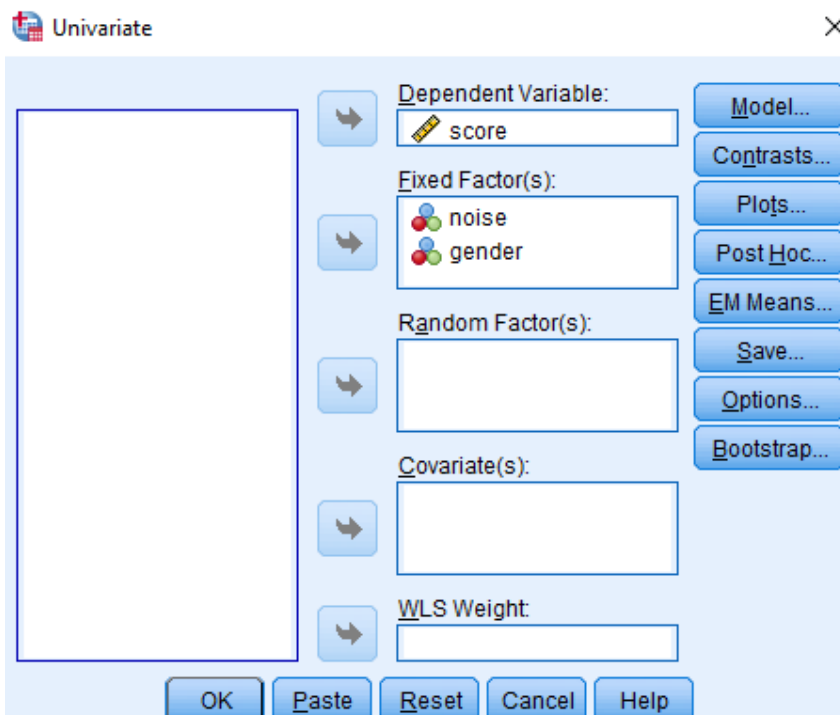 Univariate
Dependent Variable:
score
Fixed Factor(s):
noise
gender
Random Factor(s):
Covariate(s):
WLS Weight:
Model...
Contrasts...
Plots...
Post Hoc...
EM Means...
Save...
Options...
Bootstrap...
OK Paste Reset Cancel Help